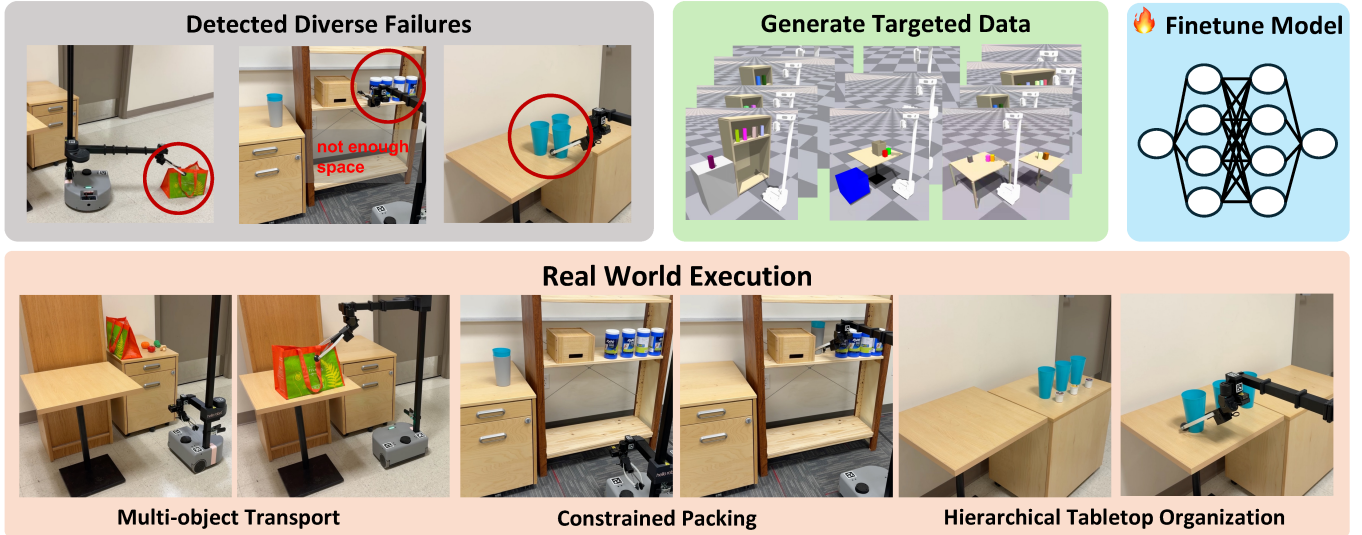 Detected Diverse Failures
Generate Targeted Data
Finetune Model
not enough
space
Real World Execution
Multi-object Transport
Constrained Packing
Hierarchical Tabletop Organization